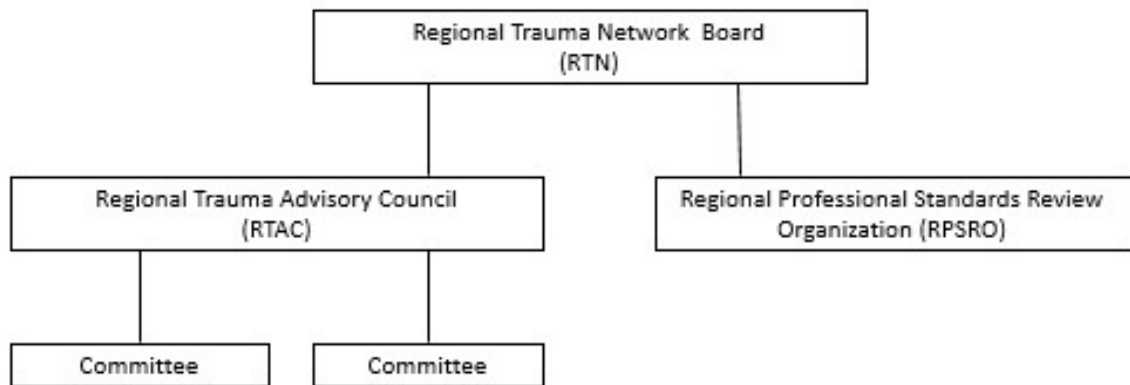 Regional Trauma Network Board
(RTN)
Regional Trauma Advisory Council
(RTAC)
Regional Professional Standards Review
Organization (RPSRO)
Committee
Committee